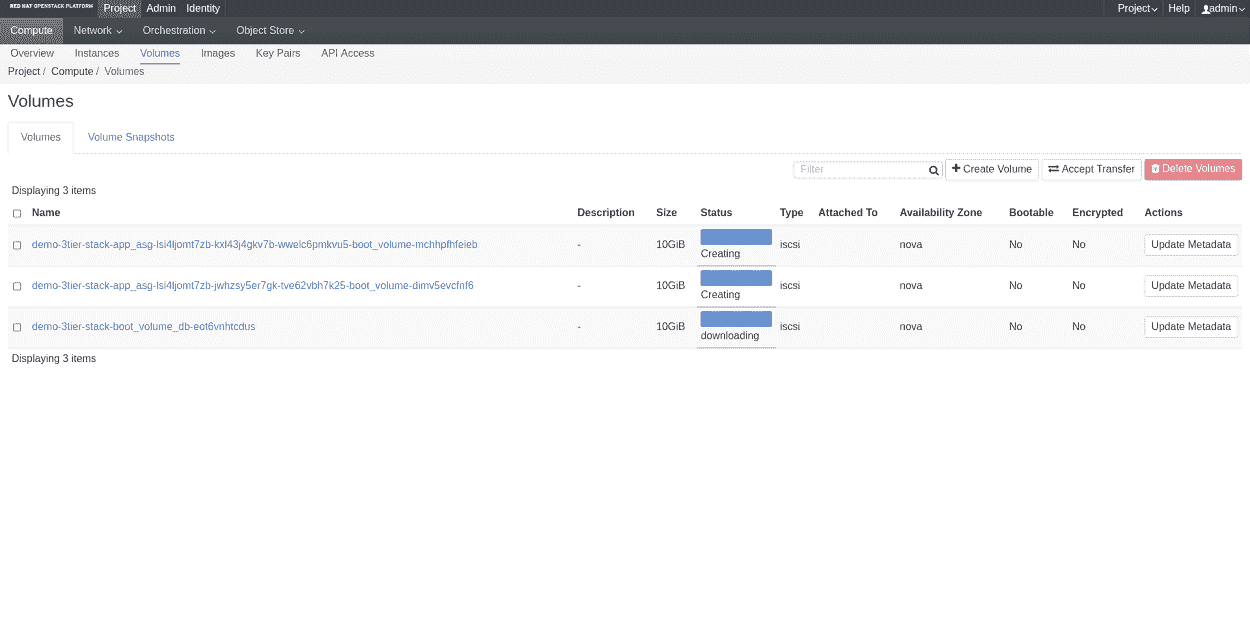 RED HAT OPENSTACK PLATFORM Project Admin Identity Project Help admin
Compute Network Orchestration Object Store
Overview Instances Volumes Images Key Pairs API Access
Project / Compute / Volumes
Volumes
Volumes Volume Snapshots
Filter Create Volume Accept Transfer Delete Volumes
Displaying 3 items
Name Description Size Status Type Attached To Availability Zone Bootable Encrypted Actions
demo-3tier-stack-app_asg-lsi4ljomt7zb-kxl43j4gkv7b-wwelc6pmkvu5-boot_volume-mchhpfhfeieb - 10GiB Creating iscsi nova No No Update Metadata
demo-3tier-stack-app_asg-lsi4ljomt7zb-jwhzsy5er7gk-tve62vbh7k25-boot_volume-dimv5evcfnf6 - 10GiB Creating iscsi nova No No Update Metadata
demo-3tier-stack-boot_volume_db-eot6vnhtcdus - 10GiB downloading iscsi nova No No Update Metadata
Displaying 3 items